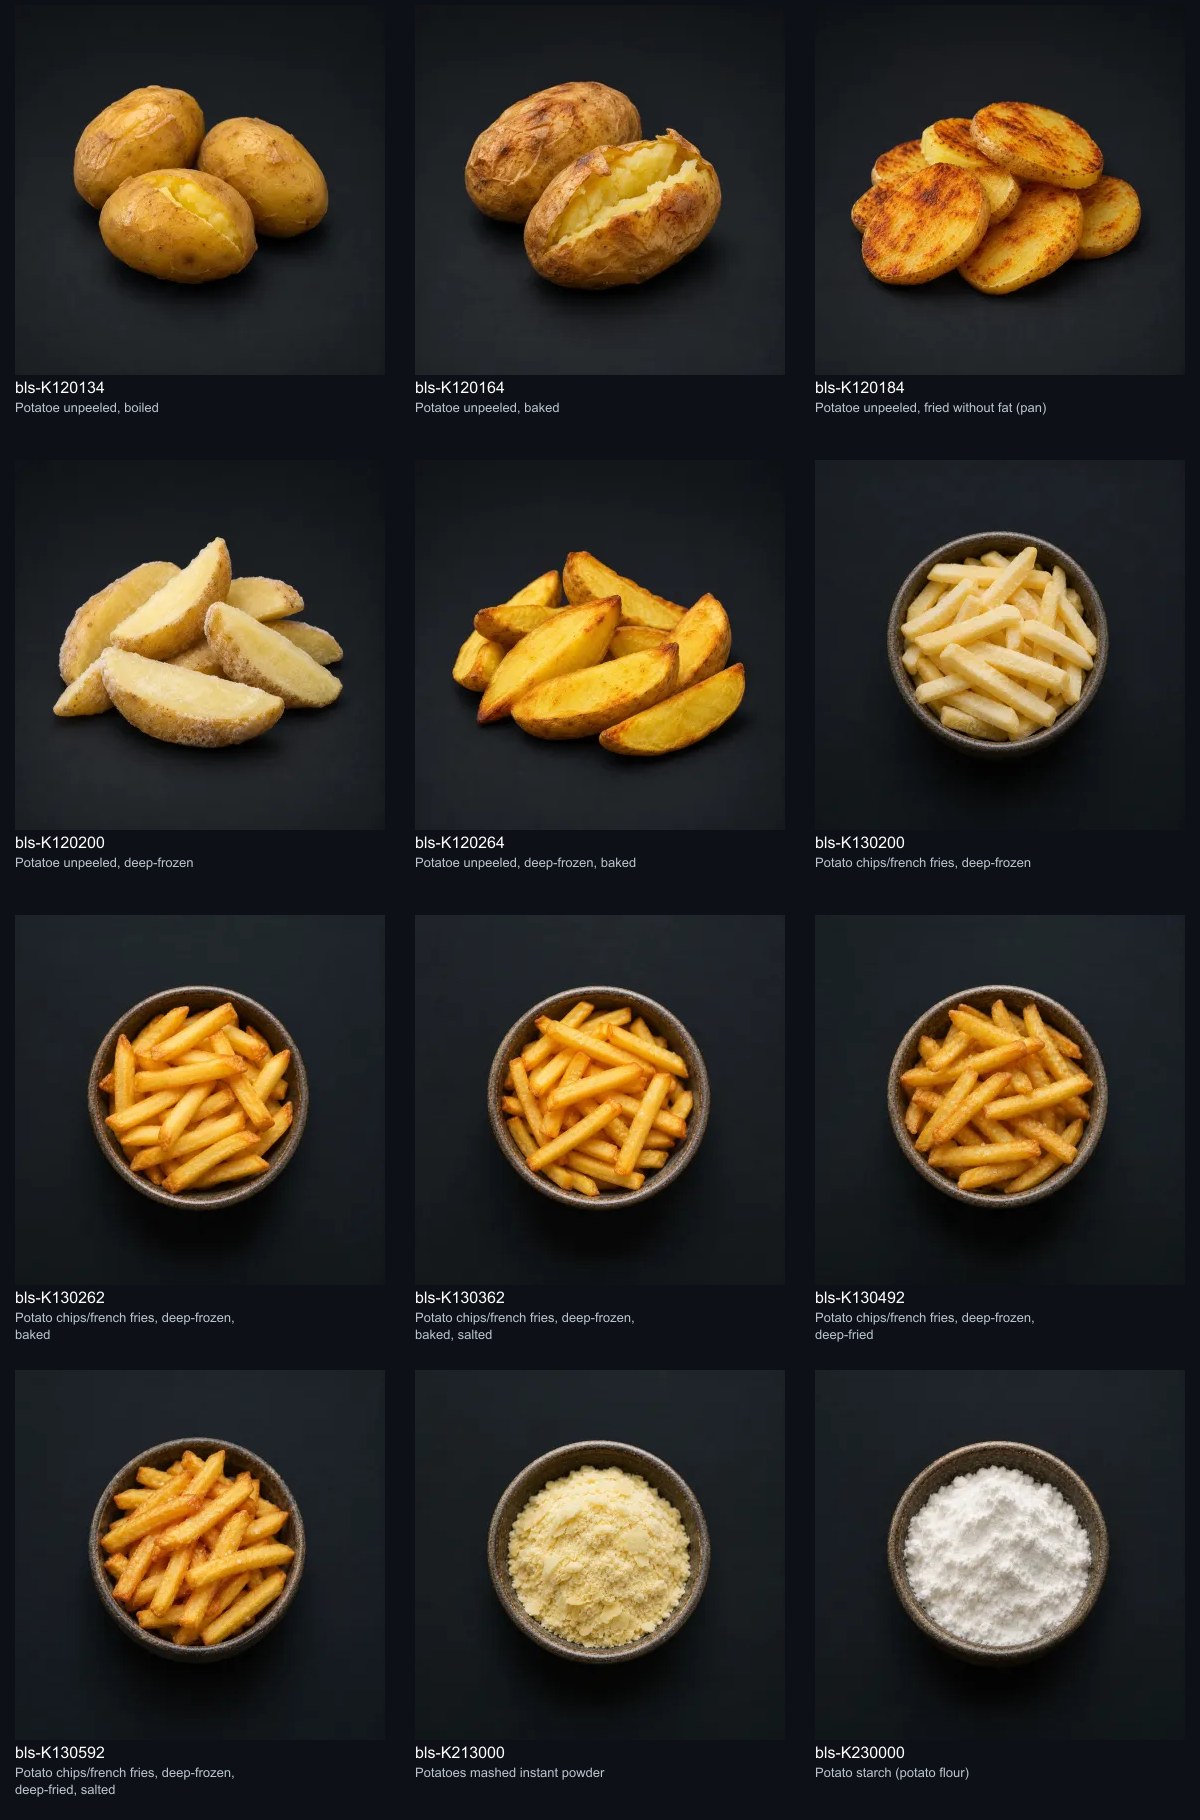 bls-K120134
Potatoe unpeeled, boiled
bls-K120164
Potatoe unpeeled, baked
bls-K120184
Potatoe unpeeled, fried without fat (pan)
bls-K120200
Potatoe unpeeled, deep-frozen
bls-K120264
Potatoe unpeeled, deep-frozen, baked
bls-K130200
Potato chips/french fries, deep-frozen
bls-K130262
Potato chips/french fries, deep-frozen,
baked
bls-K130362
Potato chips/french fries, deep-frozen,
baked, salted
bls-K130492
Potato chips/french fries, deep-frozen,
deep-fried
bls-K130592
Potato chips/french fries, deep-frozen,
deep-fried, salted
bls-K213000
Potatoes mashed instant powder
bls-K230000
Potato starch (potato flour)